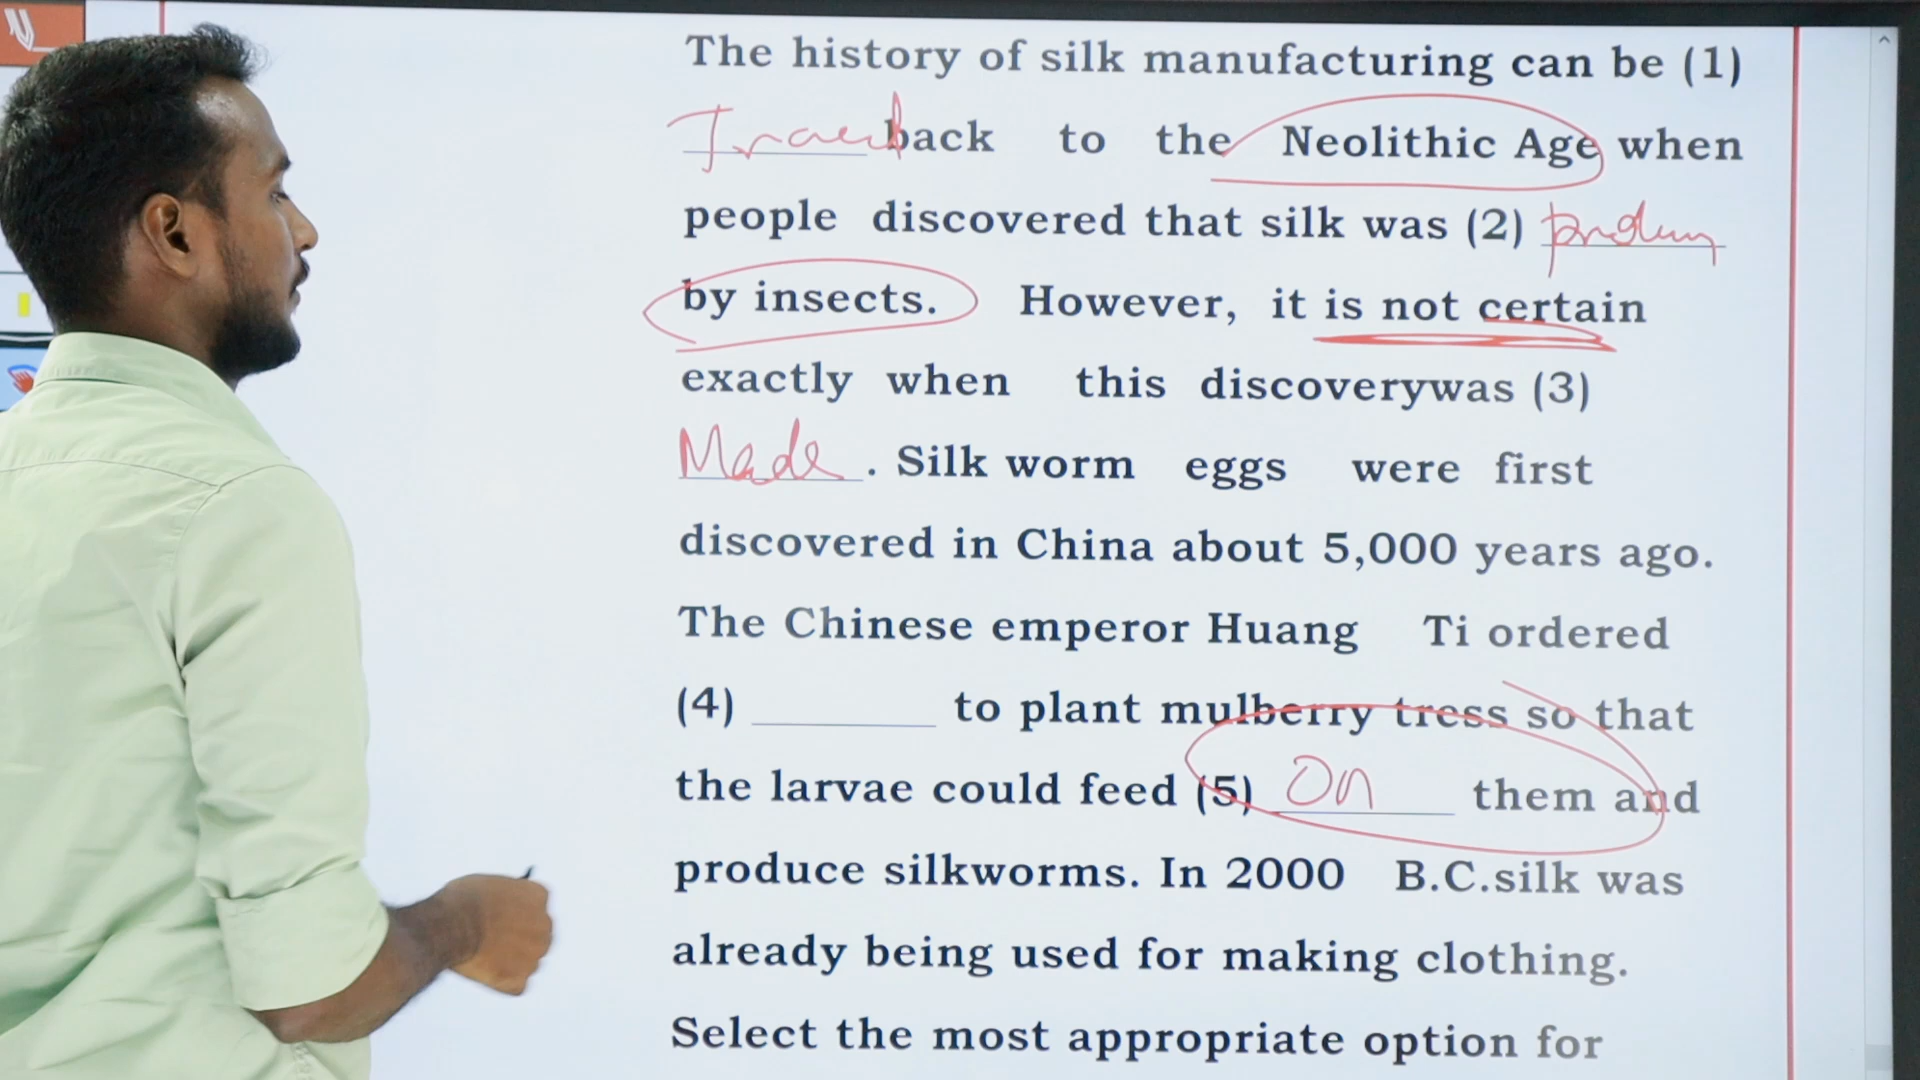 The history of silk manufacturing can be (1)
Traced back to the Neolithic Age when
people discovered that silk was (2)
by insects. However, it is not certain
exactly when this discoverywas (3)
Made . Silk worm eggs were first
discovered in China about 5,000 years ago.
The Chinese emperor Huang Ti ordered
(4) ________ to plant mulberry tress so that
the larvae could feed (5) On them and
produce silkworms. In 2000 B.C.silk was
already being used for making clothing.
Select the most appropriate option for